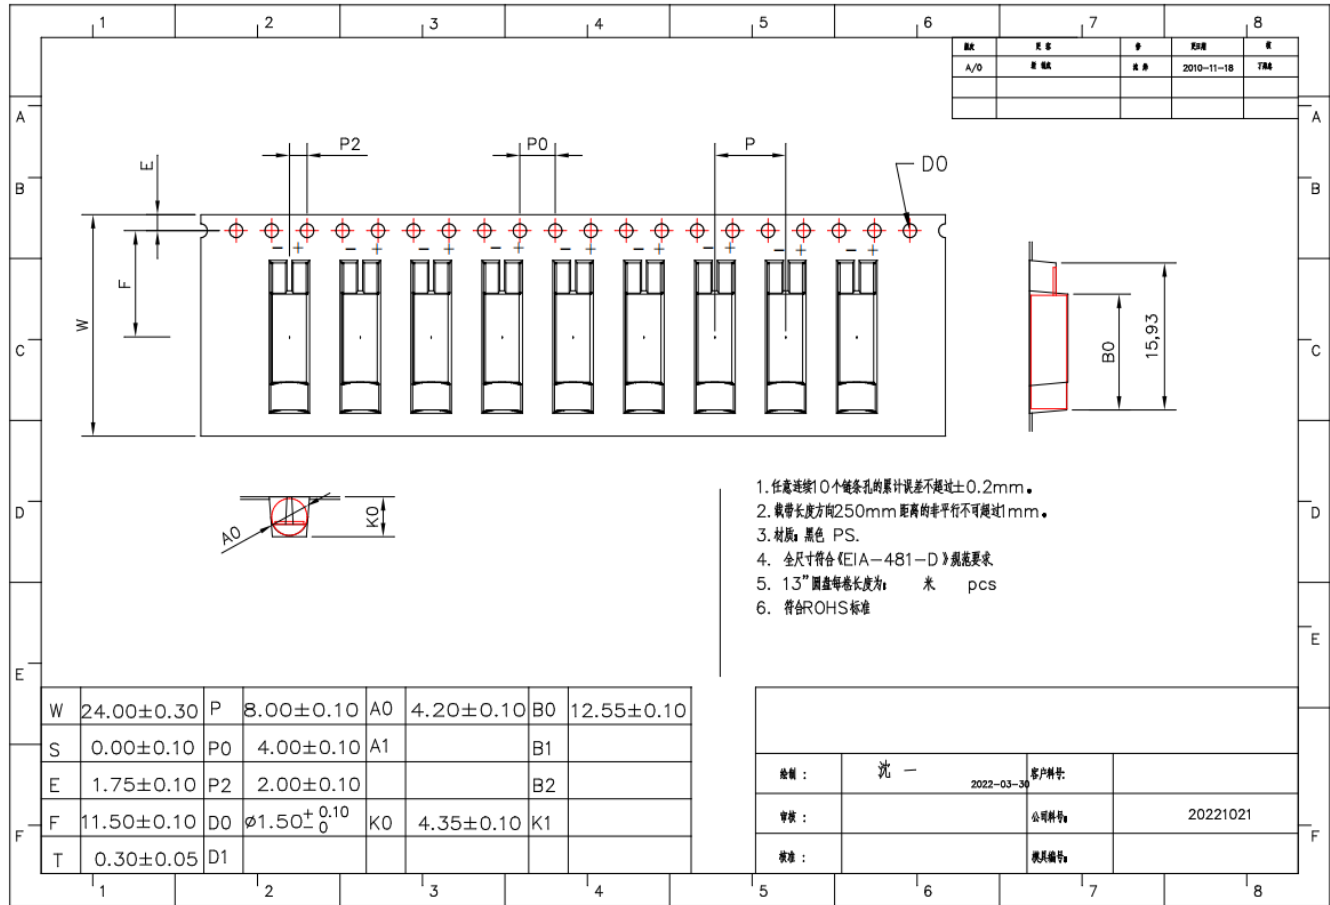 1 2 3 4 5 6 7 8
A/0 2010-11-18
A A
B B
C C
D D
E E
F F
P2 P0 P D0
E
- + - + - + - + - + - + - + - + - +
F
W
B0 15,93
A0 K0
1.任意连续10个链条孔的累计误差不超过±0.2mm。
2.载带长度方向250mm 距离的非平行不可超过1mm。
3.材质: 黑色 PS.
4. 全尺寸符合《EIA-481-D》规范要求
5. 13"圆盘每卷长度为: 米 pcs
6. 符合ROHS标准
W 24.00±0.30 P 8.00±0.10 A0 4.20±0.10 B0 12.55±0.10
S 0.00±0.10 P0 4.00±0.10 A1 B1
E 1.75±0.10 P2 2.00±0.10 B2
F 11.50±0.10 D0 ø1.50± 0.10 0 K0 4.35±0.10 K1
T 0.30±0.05 D1
绘制: 沈 一 2022-03-30 客户料号:
审核: 公司料号: 20221021
核准: 模具编号:
1 2 3 4 5 6 7 8